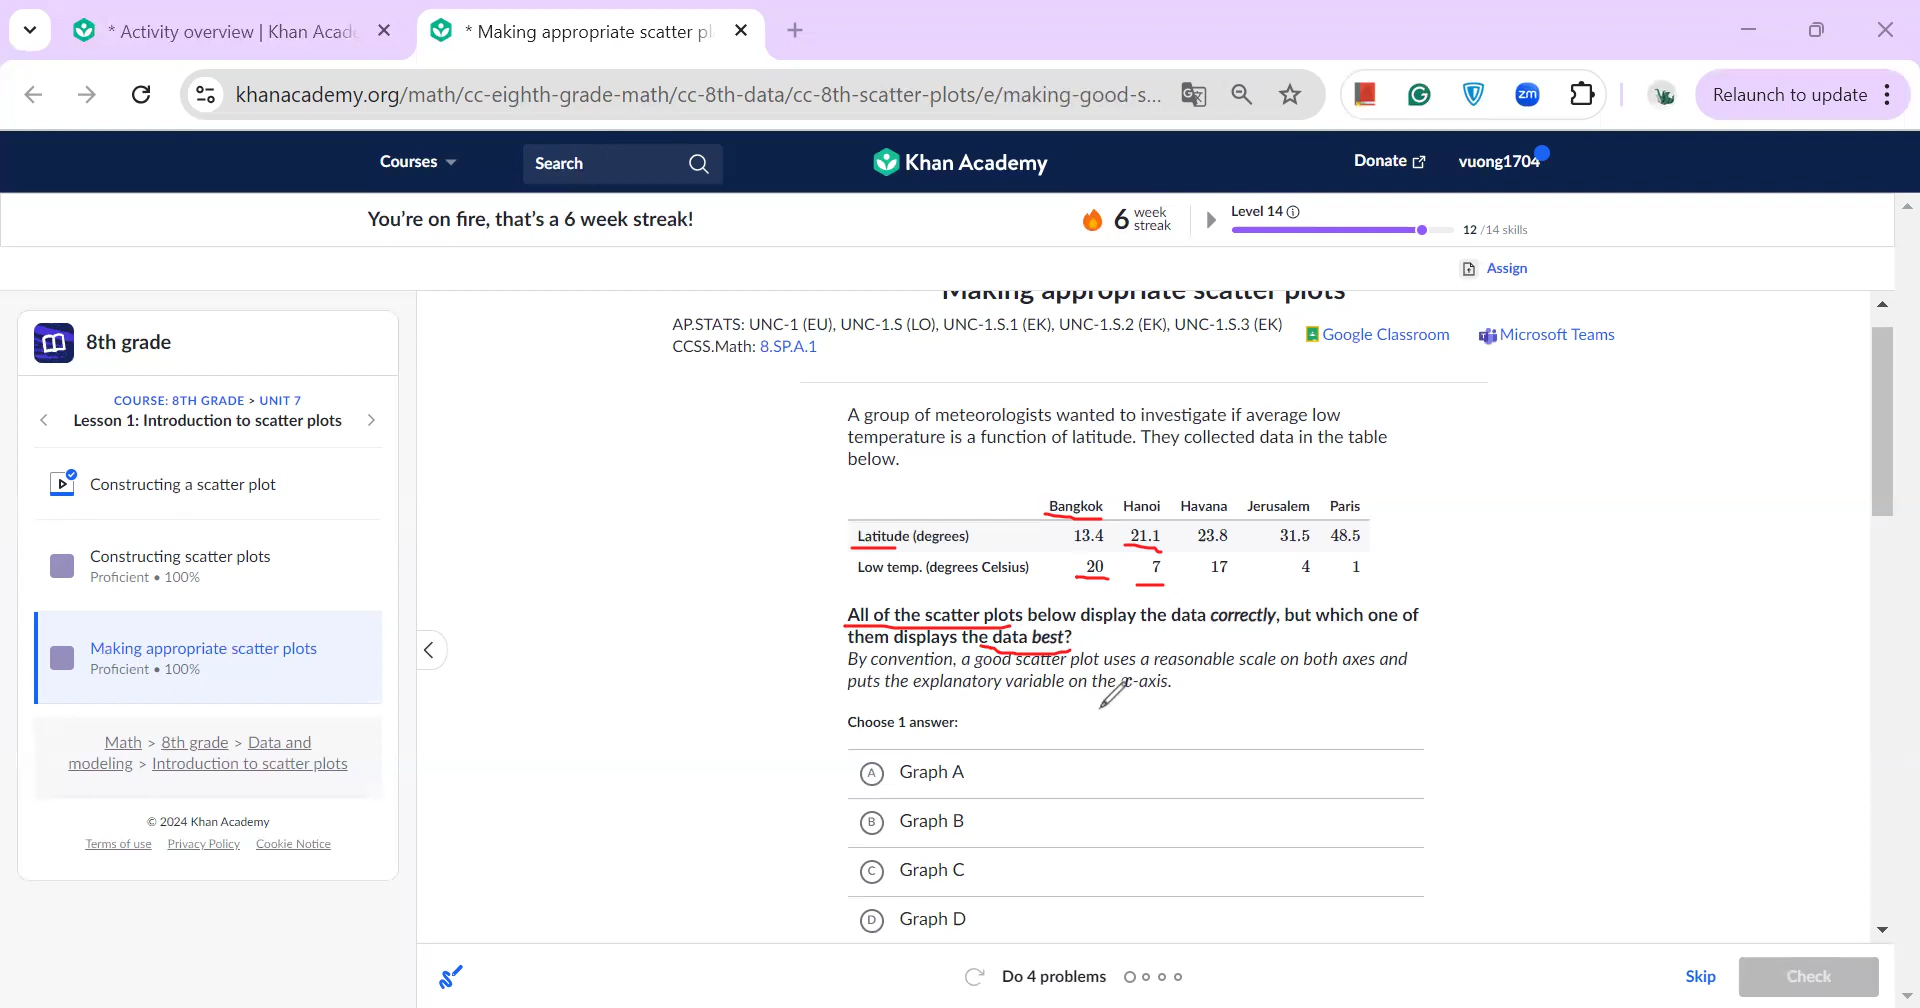 * Activity overview | Khan Acade
* Making appropriate scatter pl
khanacademy.org/math/cc-eighth-grade-math/cc-8th-data/cc-8th-scatter-plots/e/making-good-s...
zm
Relaunch to update
Courses
Search
Khan Academy
Donate
vuong1704
You're on fire, that's a 6 week streak!
6 week streak
Level 14
12 /14 skills
Assign
Making appropriate scatter plots
AP.STATS: UNC-1 (EU), UNC-1.S (LO), UNC-1.S.1 (EK), UNC-1.S.2 (EK), UNC-1.S.3 (EK)
CCSS.Math: 8.SP.A.1
Google Classroom
Microsoft Teams
8th grade
COURSE: 8TH GRADE > UNIT 7
Lesson 1: Introduction to scatter plots
Constructing a scatter plot
Constructing scatter plots
Proficient • 100%
Making appropriate scatter plots
Proficient • 100%
Math > 8th grade > Data and
modeling > Introduction to scatter plots
© 2024 Khan Academy
Terms of use Privacy Policy Cookie Notice
A group of meteorologists wanted to investigate if average low
temperature is a function of latitude. They collected data in the table
below.
Bangkok Hanoi Havana Jerusalem Paris
Latitude (degrees) 13.4 21.1 23.8 31.5 48.5
Low temp. (degrees Celsius) 20 7 17 4 1
All of the scatter plots below display the data correctly, but which one of
them displays the data best?
By convention, a good scatter plot uses a reasonable scale on both axes and
puts the explanatory variable on the x-axis.
Choose 1 answer:
A Graph A
B Graph B
C Graph C
D Graph D
Do 4 problems
Skip
Check